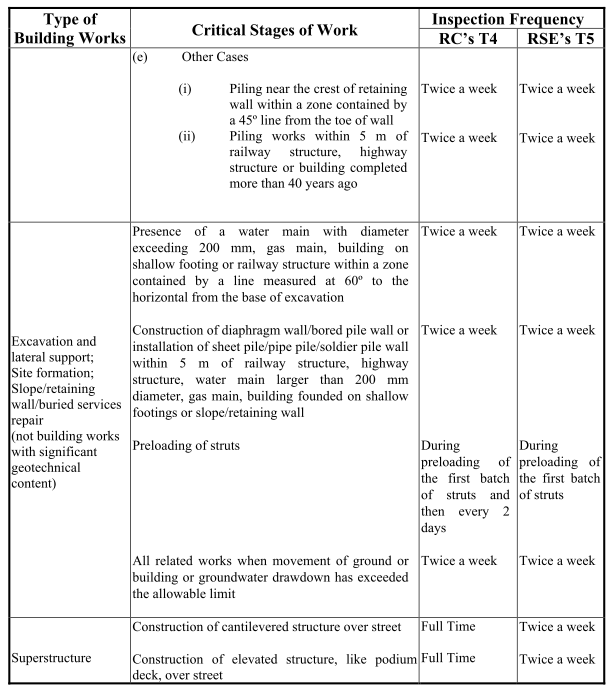 Type of
Building Works
Critical Stages of Work
Inspection Frequency
RC's T4
RSE's T5
(e) Other Cases
(i) Piling near the crest of retaining
wall within a zone contained by
a 45º line from the toe of wall
Twice a week
Twice a week
(ii) Piling works within 5 m of
railway structure, highway
structure or building completed
more than 40 years ago
Twice a week
Twice a week
Excavation and
lateral support;
Site formation;
Slope/retaining
wall/buried services
repair
(not building works
with significant
geotechnical
content)
Presence of a water main with diameter
exceeding 200 mm, gas main, building on
shallow footing or railway structure within a zone
contained by a line measured at 60º to the
horizontal from the base of excavation
Twice a week
Twice a week
Construction of diaphragm wall/bored pile wall or
installation of sheet pile/pipe pile/soldier pile wall
within 5 m of railway structure, highway
structure, water main larger than 200 mm
diameter, gas main, building founded on shallow
footings or slope/retaining wall
Twice a week
Twice a week
Preloading of struts
During
preloading of
the first batch
of struts and
then every 2
days
During
preloading of
the first batch
of struts
All related works when movement of ground or
building or groundwater drawdown has exceeded
the allowable limit
Twice a week
Twice a week
Superstructure
Construction of cantilevered structure over street
Full Time
Twice a week
Construction of elevated structure, like podium
deck, over street
Full Time
Twice a week